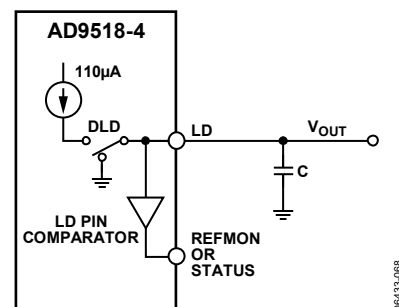 AD9518-4
110µA
DLD
LD
VOUT
C
LD PIN
COMPARATOR
REFMON
OR
STATUS
06433-068